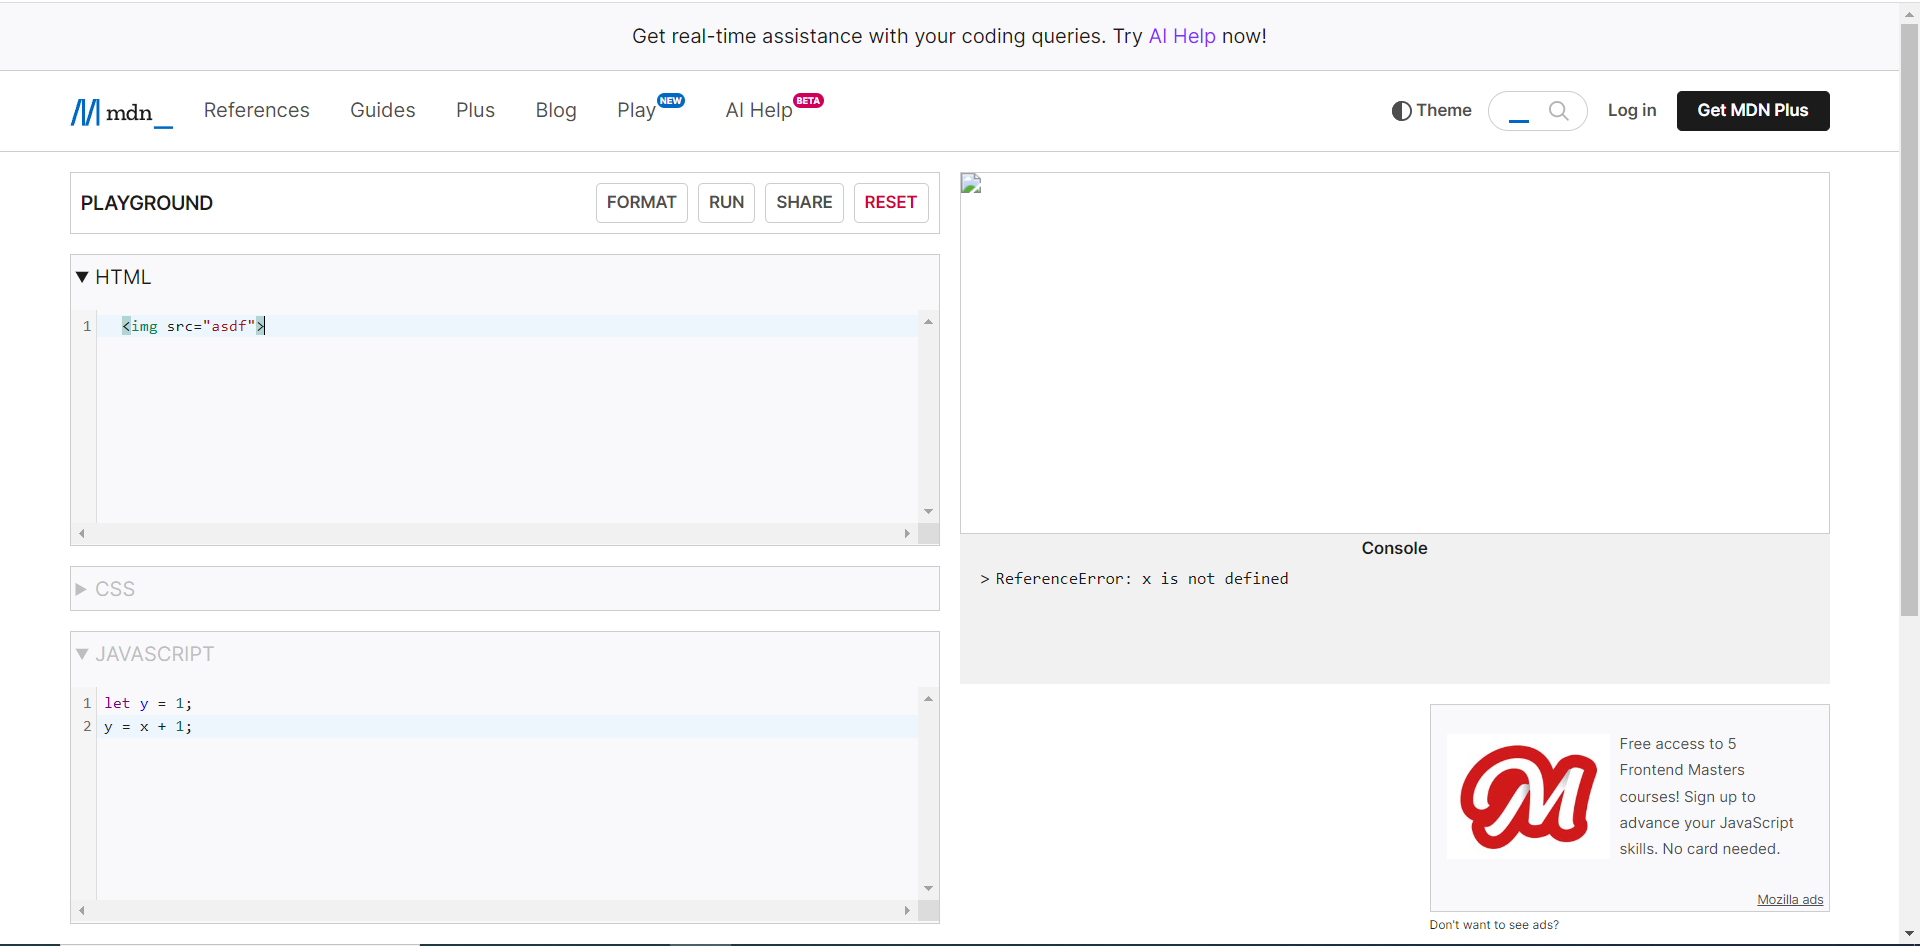 Get real-time assistance with your coding queries. Try AI Help now!
mdn_ References Guides Plus Blog Play NEW AI Help BETA Theme Log in Get MDN Plus
PLAYGROUND FORMAT RUN SHARE RESET
HTML
1 <img src="asdf">
CSS
JAVASCRIPT
1 let y = 1;
2 y = x + 1;
Console
> ReferenceError: x is not defined
Free access to 5
Frontend Masters
courses! Sign up to
advance your JavaScript
skills. No card needed.
Mozilla ads
Don't want to see ads?